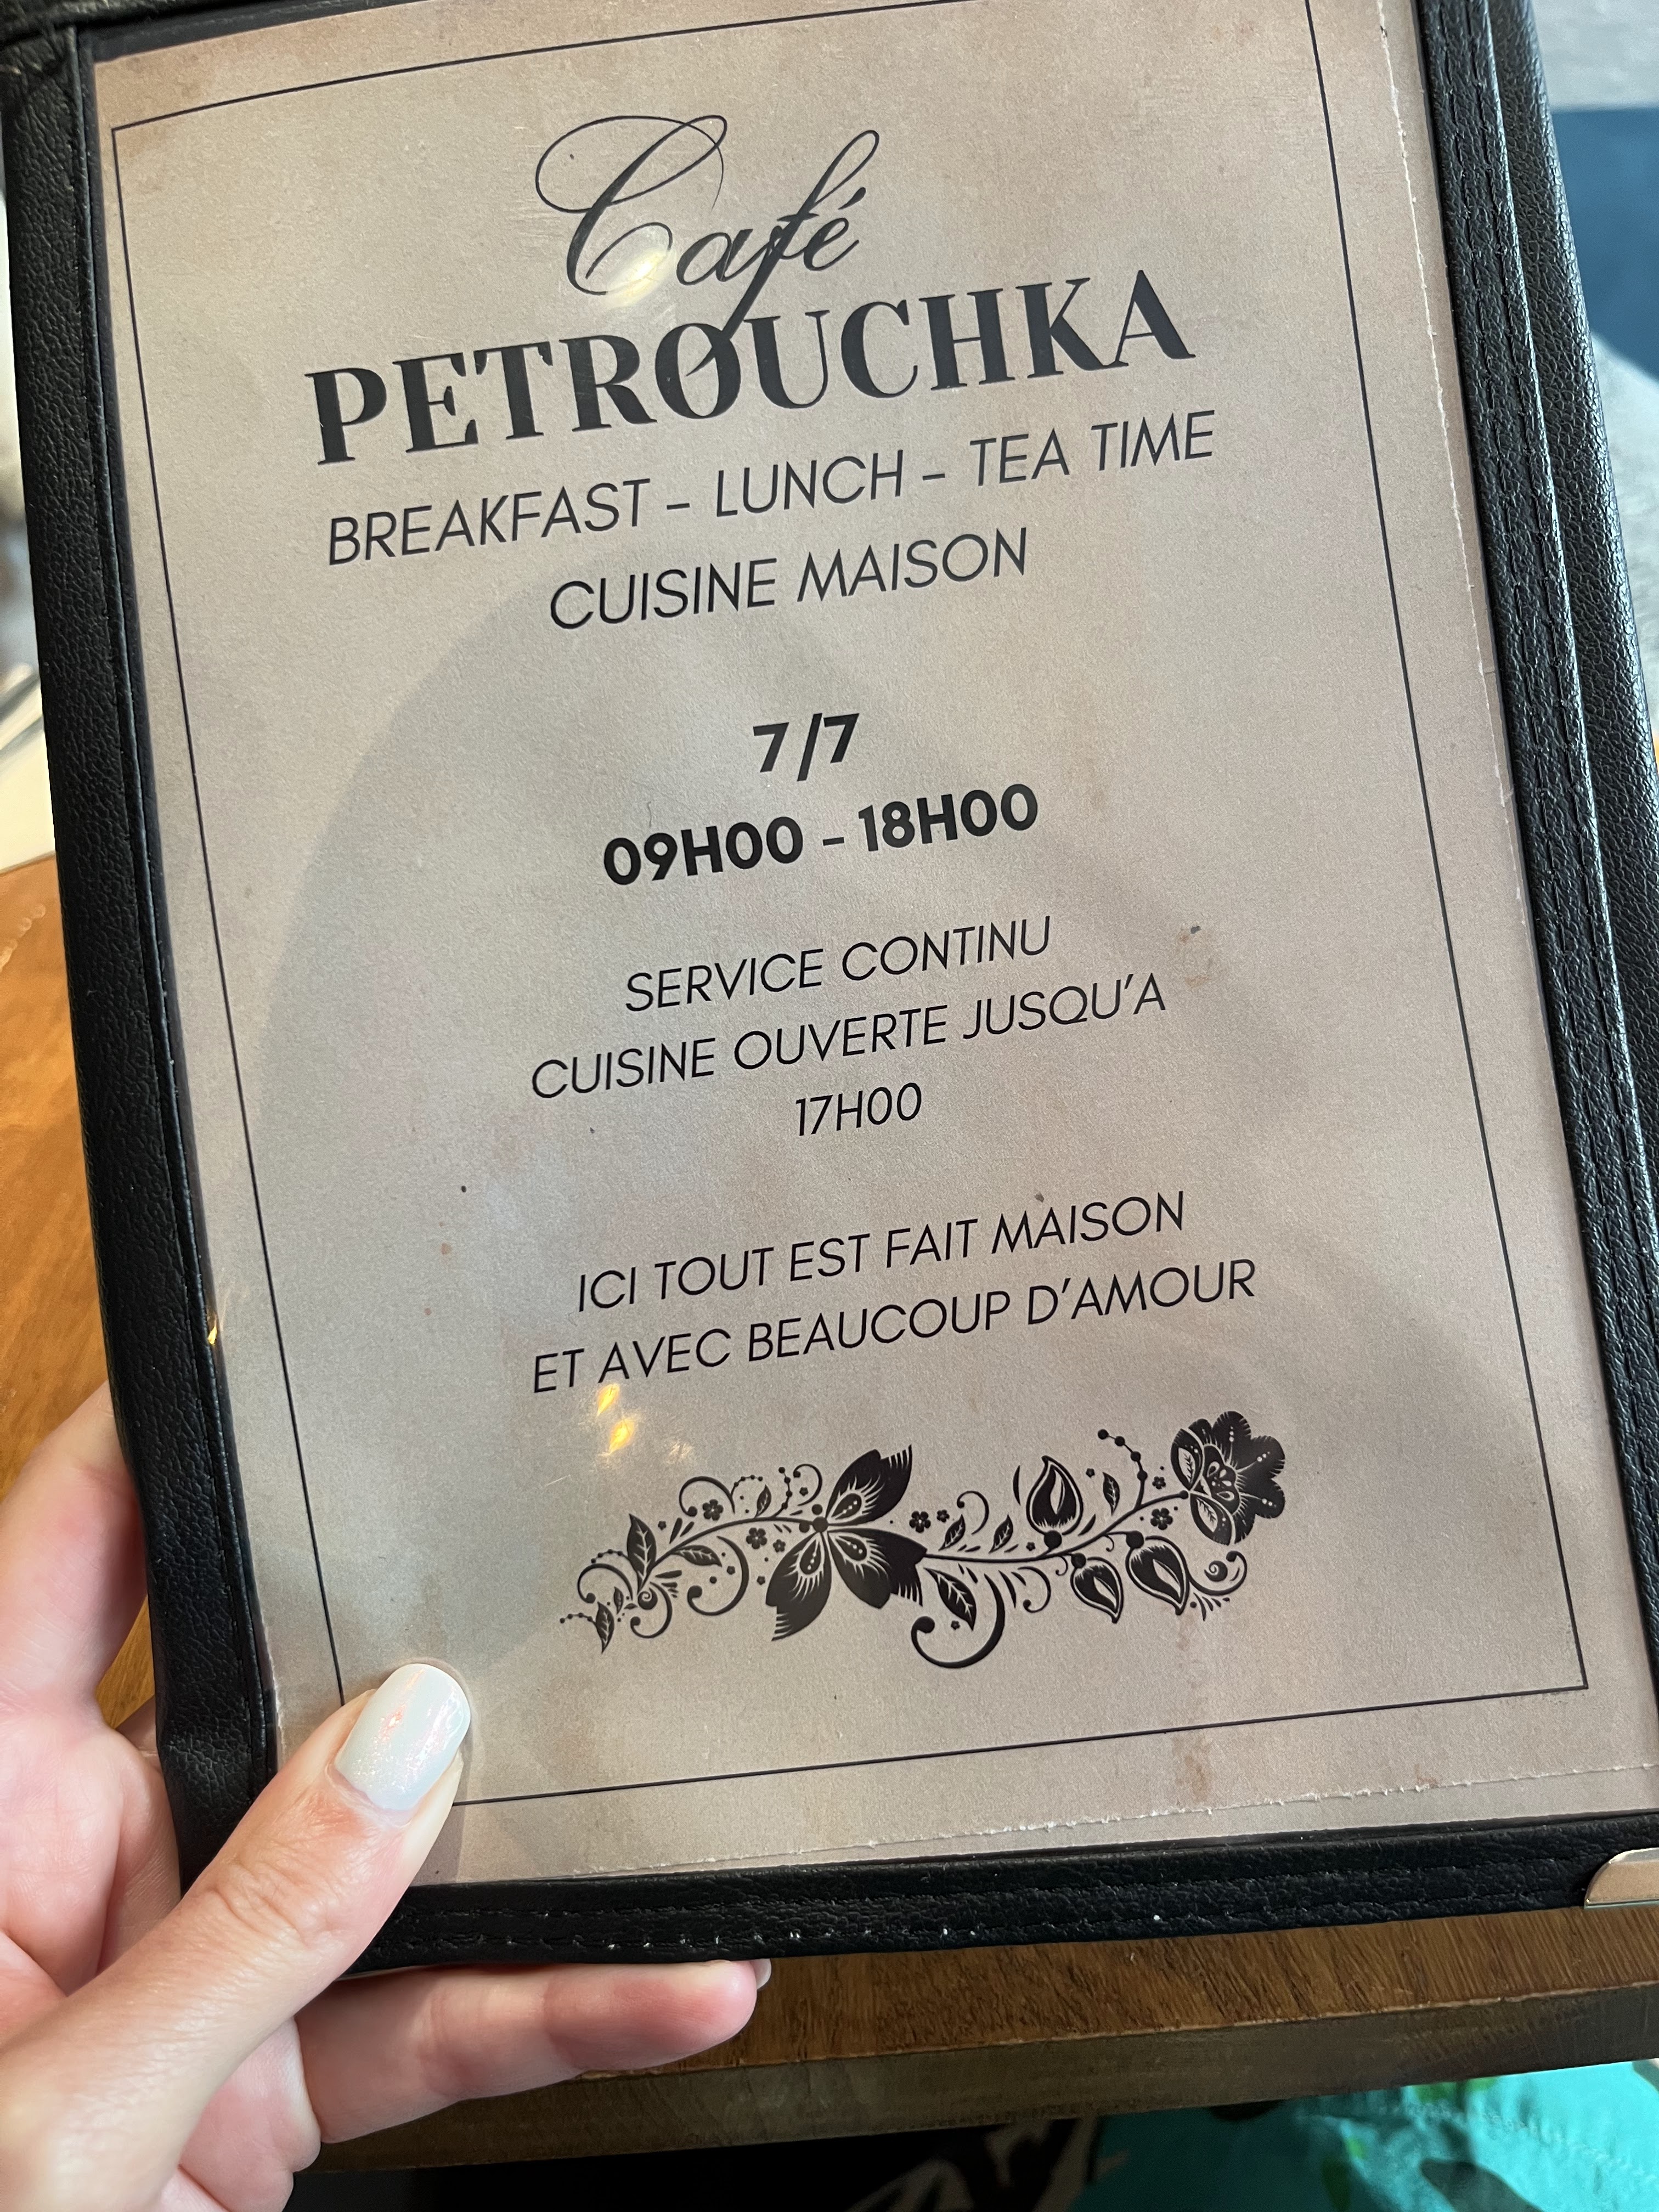 Café
PETROUCHKA
BREAKFAST - LUNCH - TEA TIME
CUISINE MAISON
7/7
09H00 - 18H00
SERVICE CONTINU
CUISINE OUVERTE JUSQU'A
17H00
ICI TOUT EST FAIT MAISON
ET AVEC BEAUCOUP D'AMOUR